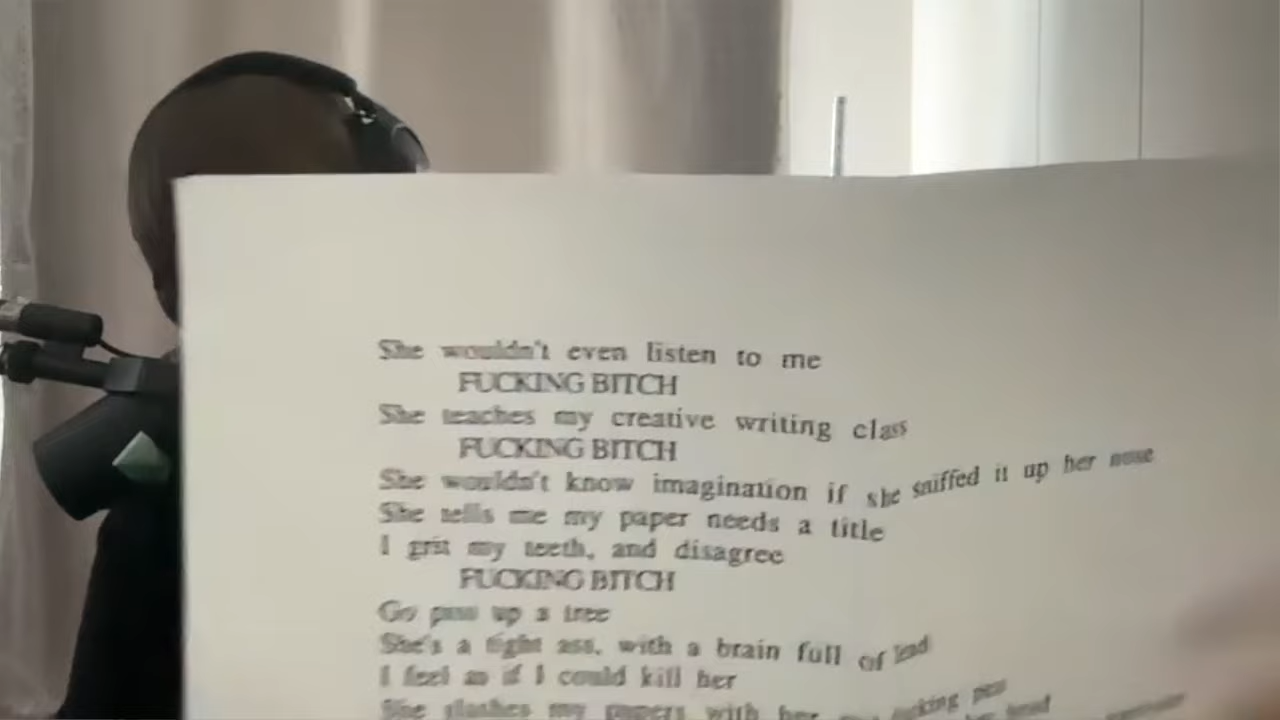 She wouldn't even listen to me
FUCKING BITCH
She teaches my creative writing class
FUCKING BITCH
She wouldn't know imagination if she sniffed it up her nose
She tells me my paper needs a title
I grit my teeth, and disagree
FUCKING BITCH
Go piss up a tree
She's a tight ass, with a brain full of lead
I feel as if I could kill her
She slashes my papers with her fucking pen